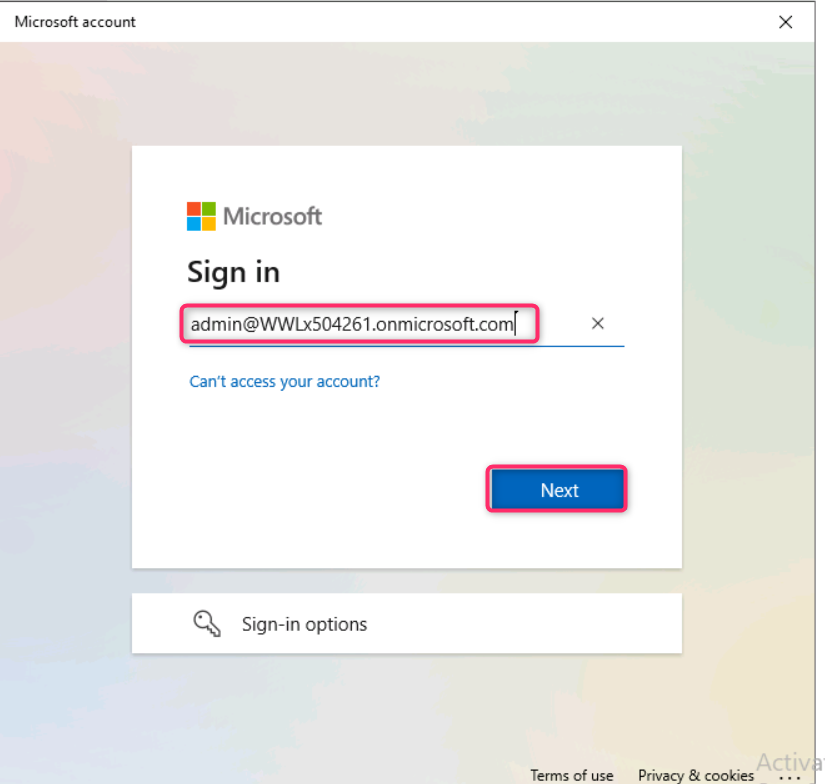 Microsoft account
Microsoft
Sign in
admin@WWLx504261.onmicrosoft.com
Can't access your account?
Next
Sign-in options
Activa
Terms of use Privacy & cookies ...